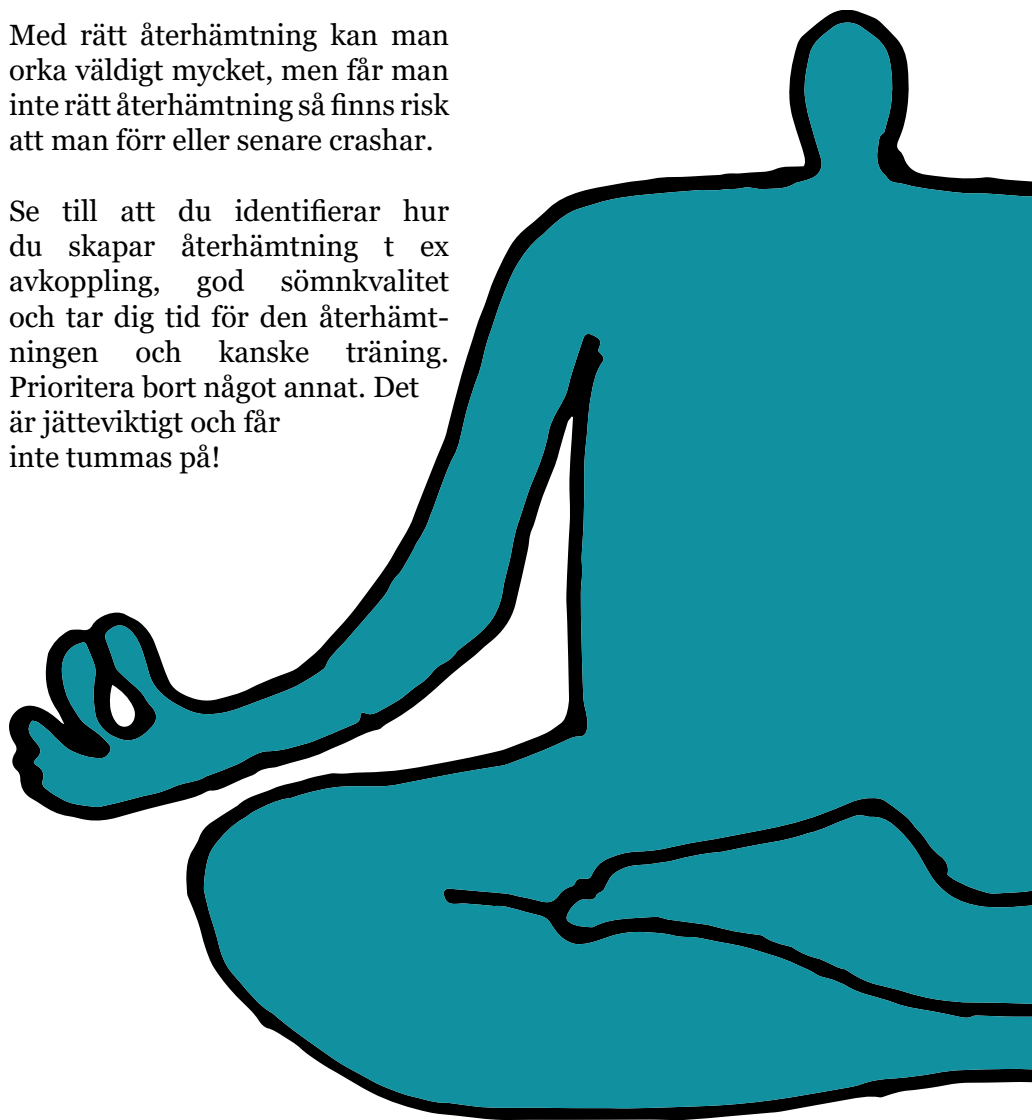 Med rätt återhämtning kan man
orka väldigt mycket, men får man
inte rätt återhämtning så finns risk
att man förr eller senare crashar.
Se till att du identifierar hur
du skapar återhämtning t ex
avkoppling, god sömnkvalitet
och tar dig tid för den återhämt-
ningen och kanske träning.
Prioritera bort något annat. Det
är jätteviktigt och får
inte tummas på!